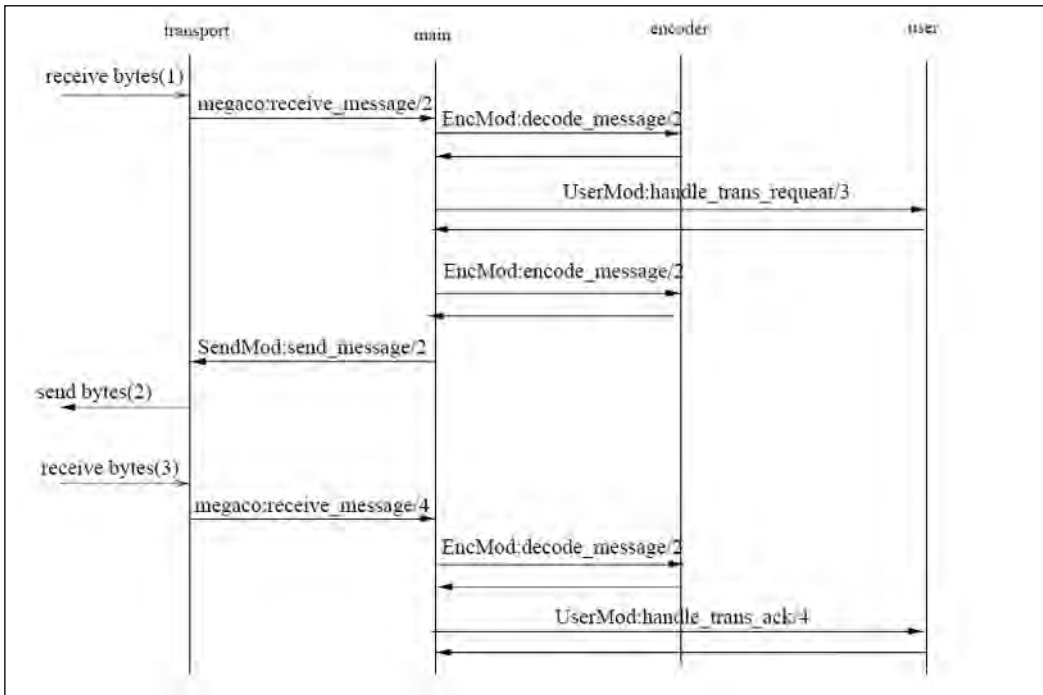 transport
main
encoder
user
receive bytes(1)
megaco:receive_message/2
EncMod:decode_message/2
UserMod:handle_trans_requeat/3
EncMod:encode_message/2
SendMod:send_message/2
send bytes(2)
receive bytes(3)
megaco:receive_message/4
EncMod:decode_message/2
UserMod:handle_trans_ack/4